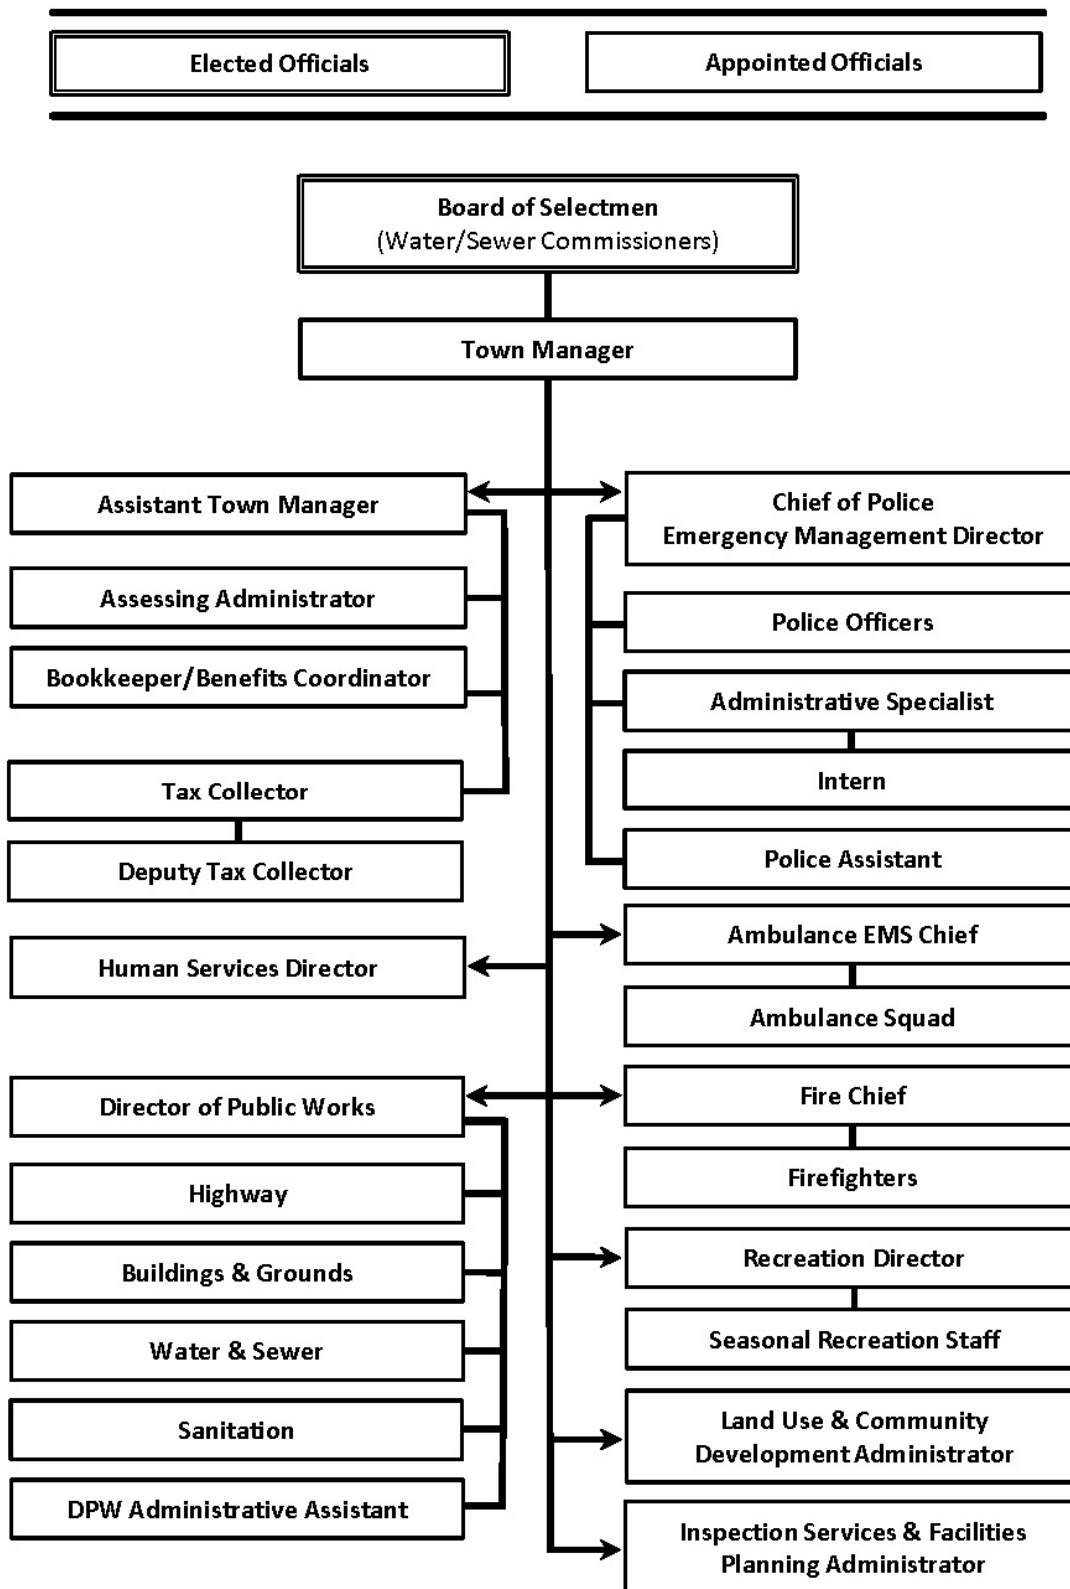 Elected Officials
Appointed Officials
Board of Selectmen
(Water/Sewer Commissioners)
Town Manager
Assistant Town Manager
Assessing Administrator
Bookkeeper/Benefits Coordinator
Tax Collector
Deputy Tax Collector
Human Services Director
Director of Public Works
Highway
Buildings & Grounds
Water & Sewer
Sanitation
DPW Administrative Assistant
Chief of Police
Emergency Management Director
Police Officers
Administrative Specialist
Intern
Police Assistant
Ambulance EMS Chief
Ambulance Squad
Fire Chief
Firefighters
Recreation Director
Seasonal Recreation Staff
Land Use & Community
Development Administrator
Inspection Services & Facilities
Planning Administrator